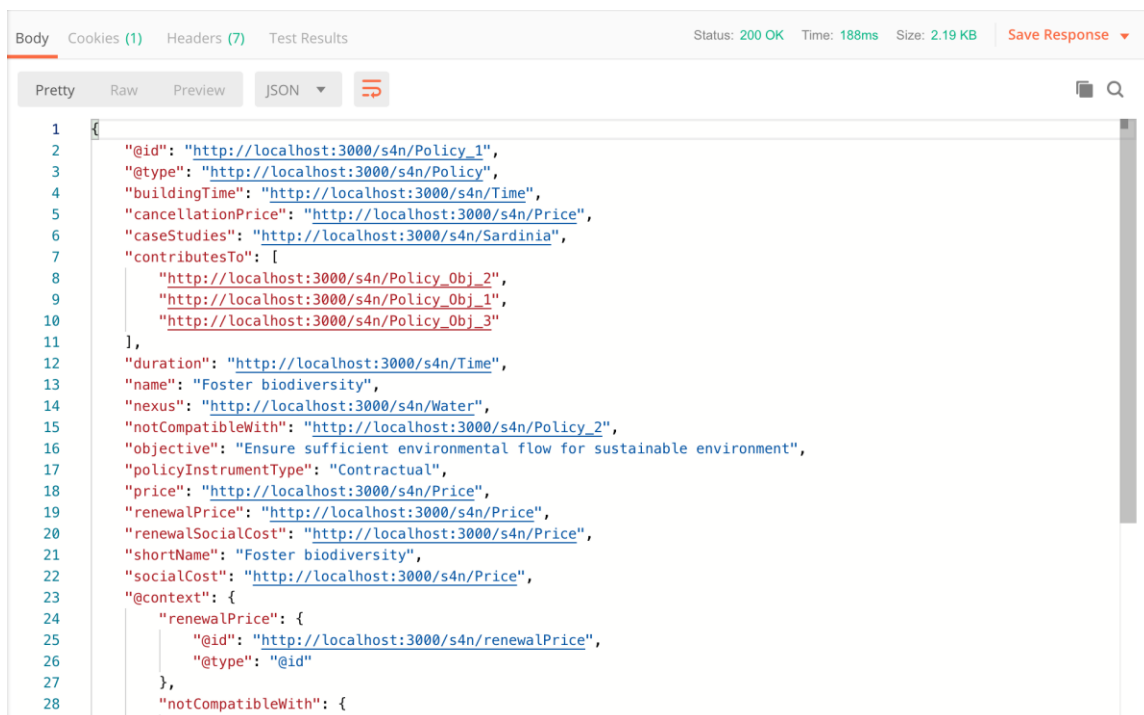 Body Cookies (1) Headers (7) Test Results Status: 200 OK Time: 188ms Size: 2.19 KB Save Response
Pretty Raw Preview JSON
1 {
2 "@id": "http://localhost:3000/s4n/Policy_1",
3 "@type": "http://localhost:3000/s4n/Policy",
4 "buildingTime": "http://localhost:3000/s4n/Time",
5 "cancellationPrice": "http://localhost:3000/s4n/Price",
6 "caseStudies": "http://localhost:3000/s4n/Sardinia",
7 "contributesTo": [
8 "http://localhost:3000/s4n/Policy_Obj_2",
9 "http://localhost:3000/s4n/Policy_Obj_1",
10 "http://localhost:3000/s4n/Policy_Obj_3"
11 ],
12 "duration": "http://localhost:3000/s4n/Time",
13 "name": "Foster biodiversity",
14 "nexus": "http://localhost:3000/s4n/Water",
15 "notCompatibleWith": "http://localhost:3000/s4n/Policy_2",
16 "objective": "Ensure sufficient environmental flow for sustainable environment",
17 "policyInstrumentType": "Contractual",
18 "price": "http://localhost:3000/s4n/Price",
19 "renewalPrice": "http://localhost:3000/s4n/Price",
20 "renewalSocialCost": "http://localhost:3000/s4n/Price",
21 "shortName": "Foster biodiversity",
22 "socialCost": "http://localhost:3000/s4n/Price",
23 "@context": {
24 "renewalPrice": {
25 "@id": "http://localhost:3000/s4n/renewalPrice",
26 "@type": "@id"
27 },
28 "notCompatibleWith": {